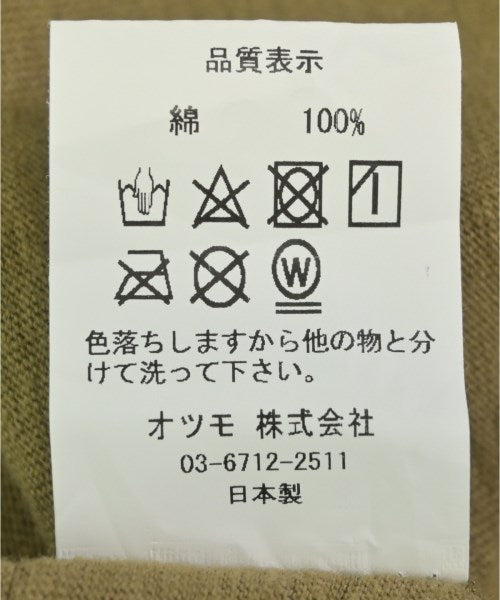 品質表示
綿 100%
W
色落ちしますから他の物と分
けて洗って下さい。
オツモ 株式会社
03-6712-2511
日本製